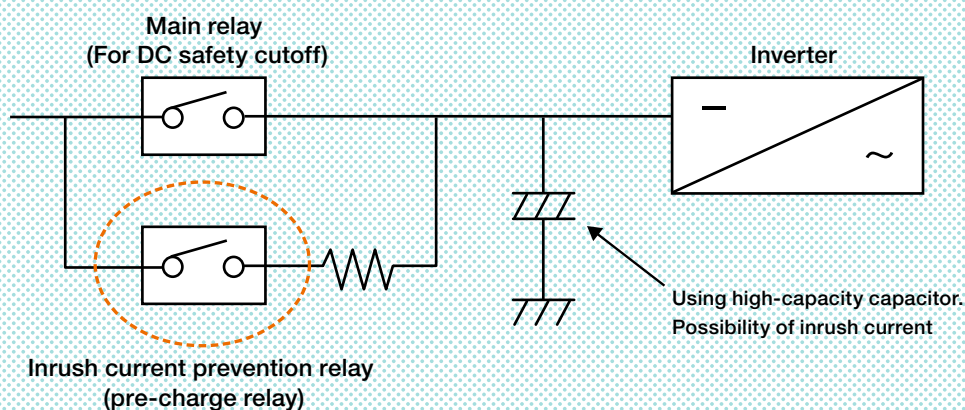 Main relay
(For DC safety cutoff)
Inverter
Inrush current prevention relay
(pre-charge relay)
Using high-capacity capacitor.
Possibility of inrush current